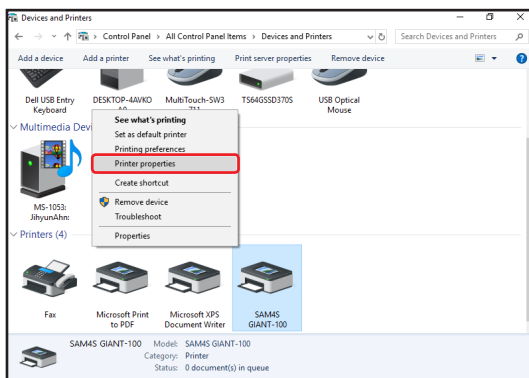 Devices and Printers
Control Panel > All Control Panel Items > Devices and Printers
Search Devices and Printers
Add a device Add a printer See what's printing Print server properties Remove device
Dell USB Entry Keyboard
DESKTOP-4AVKO
MultiTouch-SW3
TS64GSSD370S
USB Optical Mouse
Multimedia Devi
MS-1053:
JihyunAhn:
See what's printing
Set as default printer
Printing preferences
Printer properties
Create shortcut
Remove device
Troubleshoot
Properties
Printers (4)
Fax
Microsoft Print
to PDF
Microsoft XPS
Document Writer
SAM4S
GIANT-100
SAM4S GIANT-100 Model: SAM4S GIANT-100
Category: Printer
Status: 0 document(s) in queue